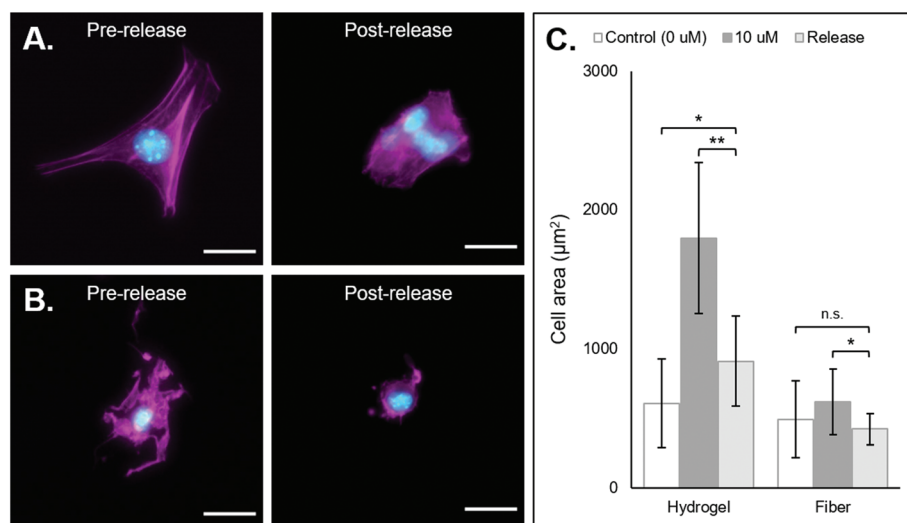 A.
Pre-release
Post-release
B.
Pre-release
Post-release
C.
Control (0 uM) 10 uM Release
3000
2000
1000
0
Cell area (µm²)
*
**
n.s.
*
Hydrogel Fiber